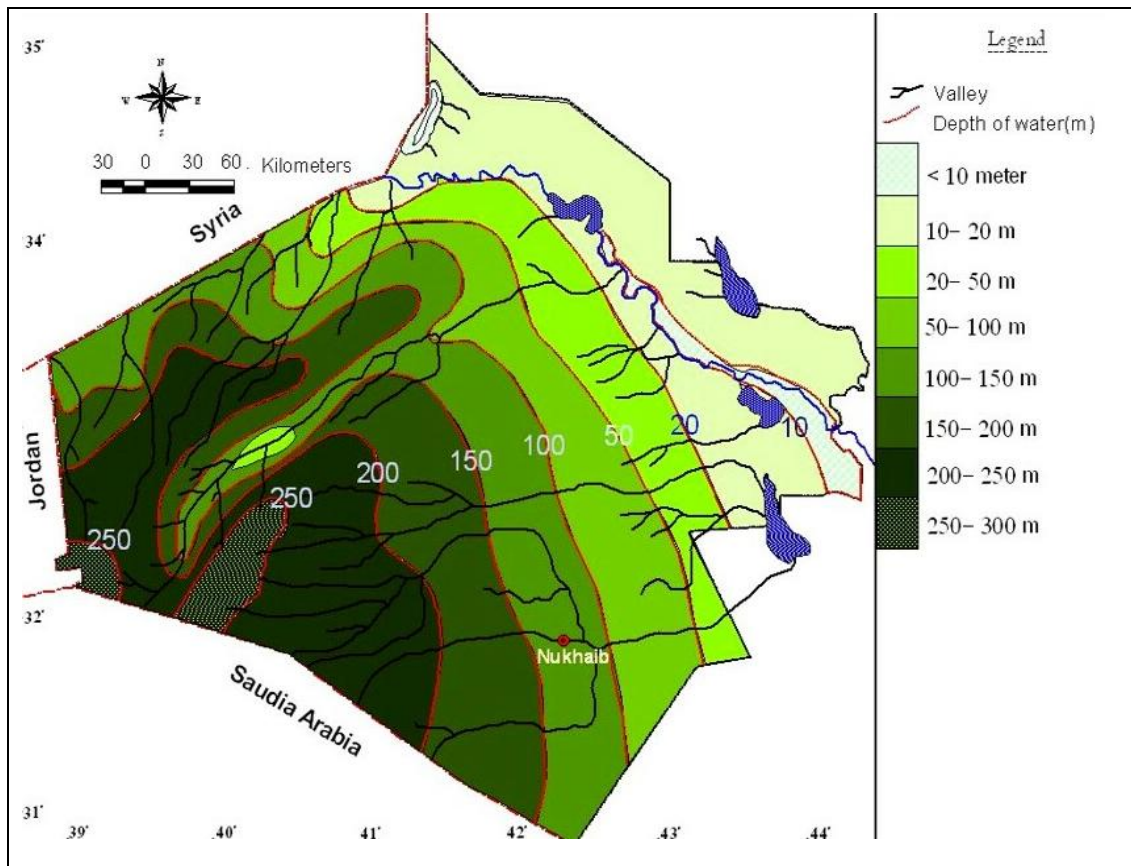 35°
34°
33°
32°
31°
.39°
.40°
41°
42°
.43°
.44°
N
W
E
S
30 0 30 60 . Kilometers
Syria
Jordan
Saudia Arabia
250
250
200
150
100
50
20
10
Nukhaib
Legend
Valley
Depth of water(m)
< 10 meter
10– 20 m
20– 50 m
50– 100 m
100– 150 m
150– 200 m
200– 250 m
250– 300 m